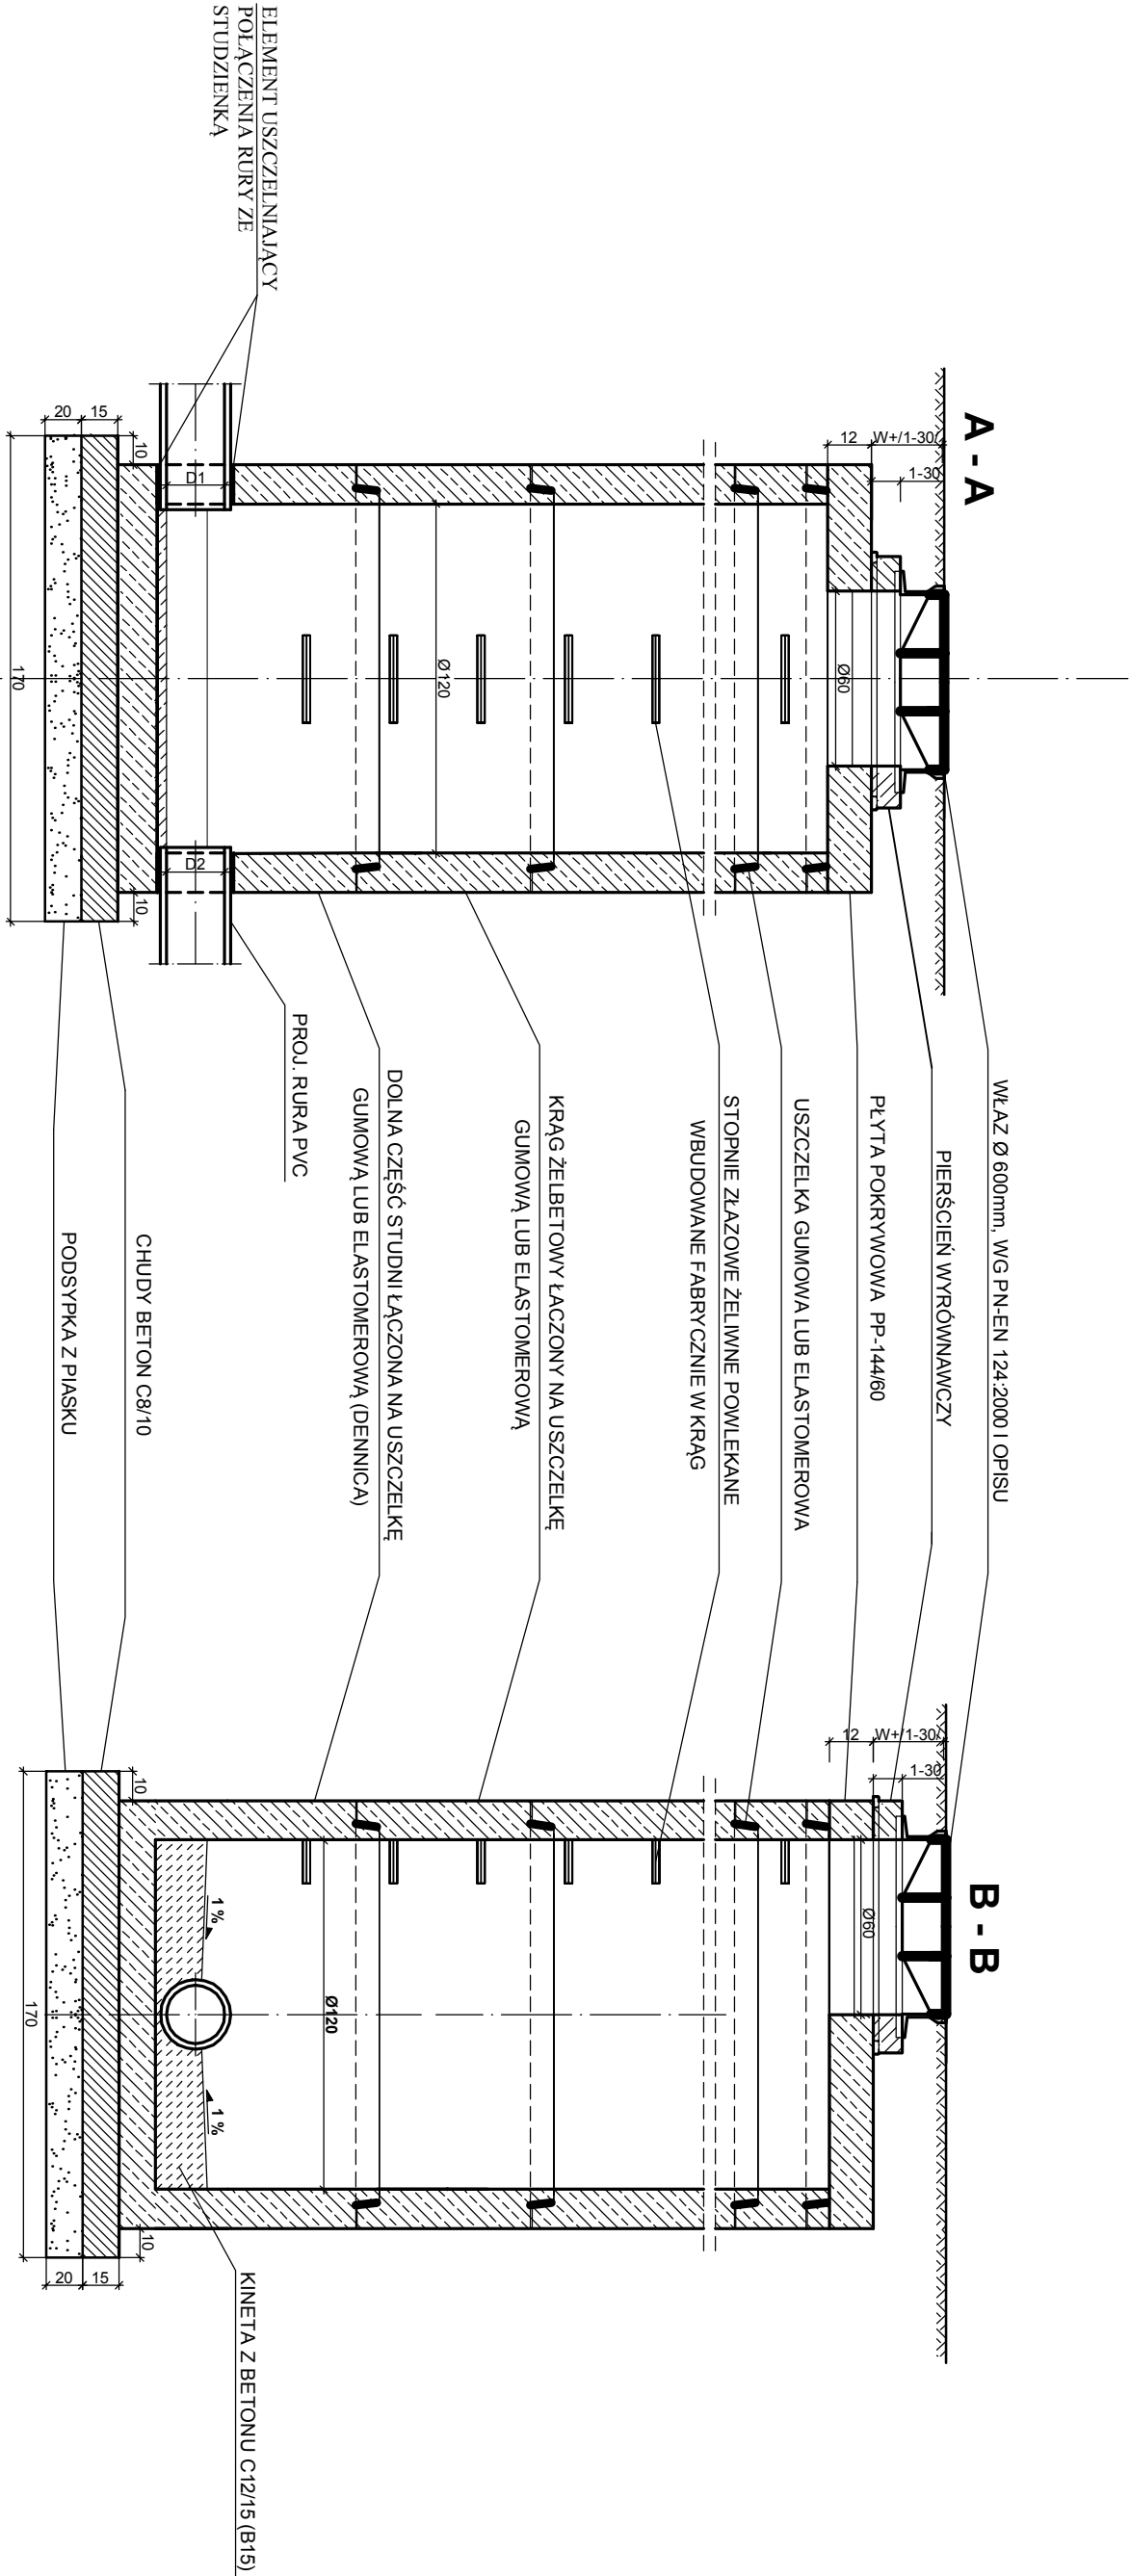 A - A
B - B
WŁAZ Ø 600mm, WG PN-EN 124:2000 I OPISU
PIERŚCIEŃ WYRÓWNAWCZY
PŁYTA POKRYWOWA PP-144/60
USZCZELKA GUMOWA LUB ELASTOMEROWA
STOPNIE ZŁAZOWE ŻELIWNE POWLEKANE
WBUDOWANE FABRYCZNIE W KRĄG
KRĄG ŻELBETOWY ŁACZONY NA USZCZELKĘ
GUMOWĄ LUB ELASTOMEROWĄ
DOLNA CZĘŚĆ STUDNI ŁĄCZONA NA USZCZELKĘ
GUMOWĄ LUB ELASTOMEROWĄ (DENNICA)
PROJ. RURA PVC
CHUDY BETON C8/10
PODSYPKA Z PIASKU
ELEMENT USZCZELNIAJĄCY
POŁĄCZENIA RURY ZE
STUDZIENKĄ
KINETA Z BETONU C12/15 (B15)
W+/1-30/
1-30
12
Ø60
Ø120
D1
D2
10
10
15
20
170
W+/1-30/
1-30
12
Ø60
Ø120
1 %
1 %
10
10
15
20
170